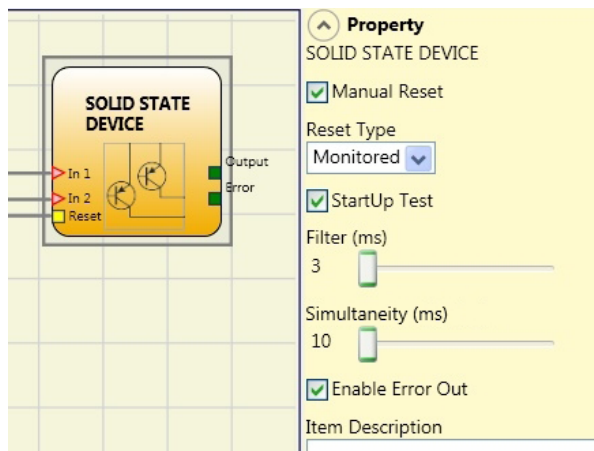 SOLID STATE
DEVICE
In 1
In 2
Reset
Output
Error
Property
SOLID STATE DEVICE
Manual Reset
Reset Type
Monitored
StartUp Test
Filter (ms)
3
Simultaneity (ms)
10
Enable Error Out
Item Description